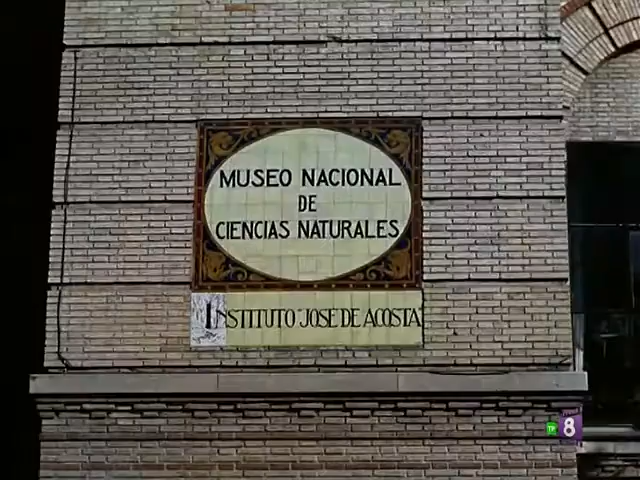 MUSEO NACIONAL
DE
CIENCIAS NATURALES
INSTITUTO "JOSE DE ACOSTA"
8